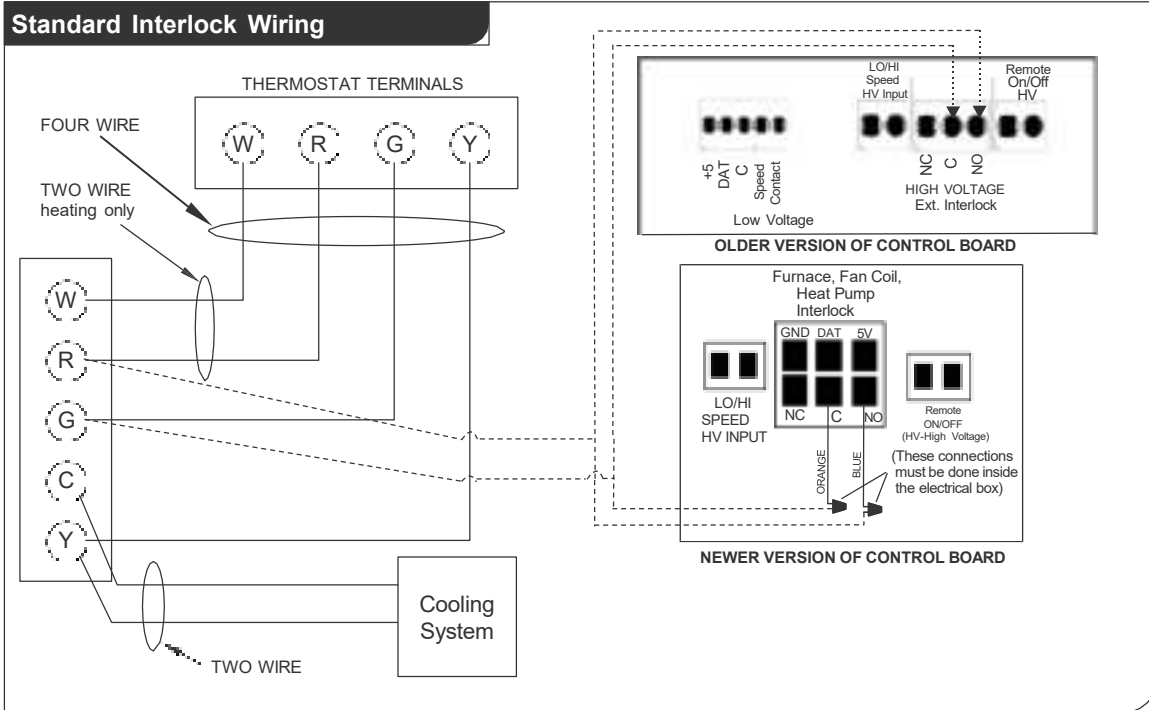 Standard Interlock Wiring
THERMOSTAT TERMINALS
FOUR WIRE
W R G Y
TWO WIRE
heating only
W
R
G
C
Y
Cooling
System
TWO WIRE
LO/HI
Speed
HV Input
Remote
On/Off
HV
+5
DAT
C
Speed
Contact
Low Voltage
NC
C
NO
HIGH VOLTAGE
Ext. Interlock
OLDER VERSION OF CONTROL BOARD
Furnace, Fan Coil,
Heat Pump
Interlock
GND DAT 5V
NC C NO
LO/HI
SPEED
HV INPUT
Remote
ON/OFF
(HV-High Voltage)
ORANGE
BLUE
(These connections
must be done inside
the electrical box)
NEWER VERSION OF CONTROL BOARD